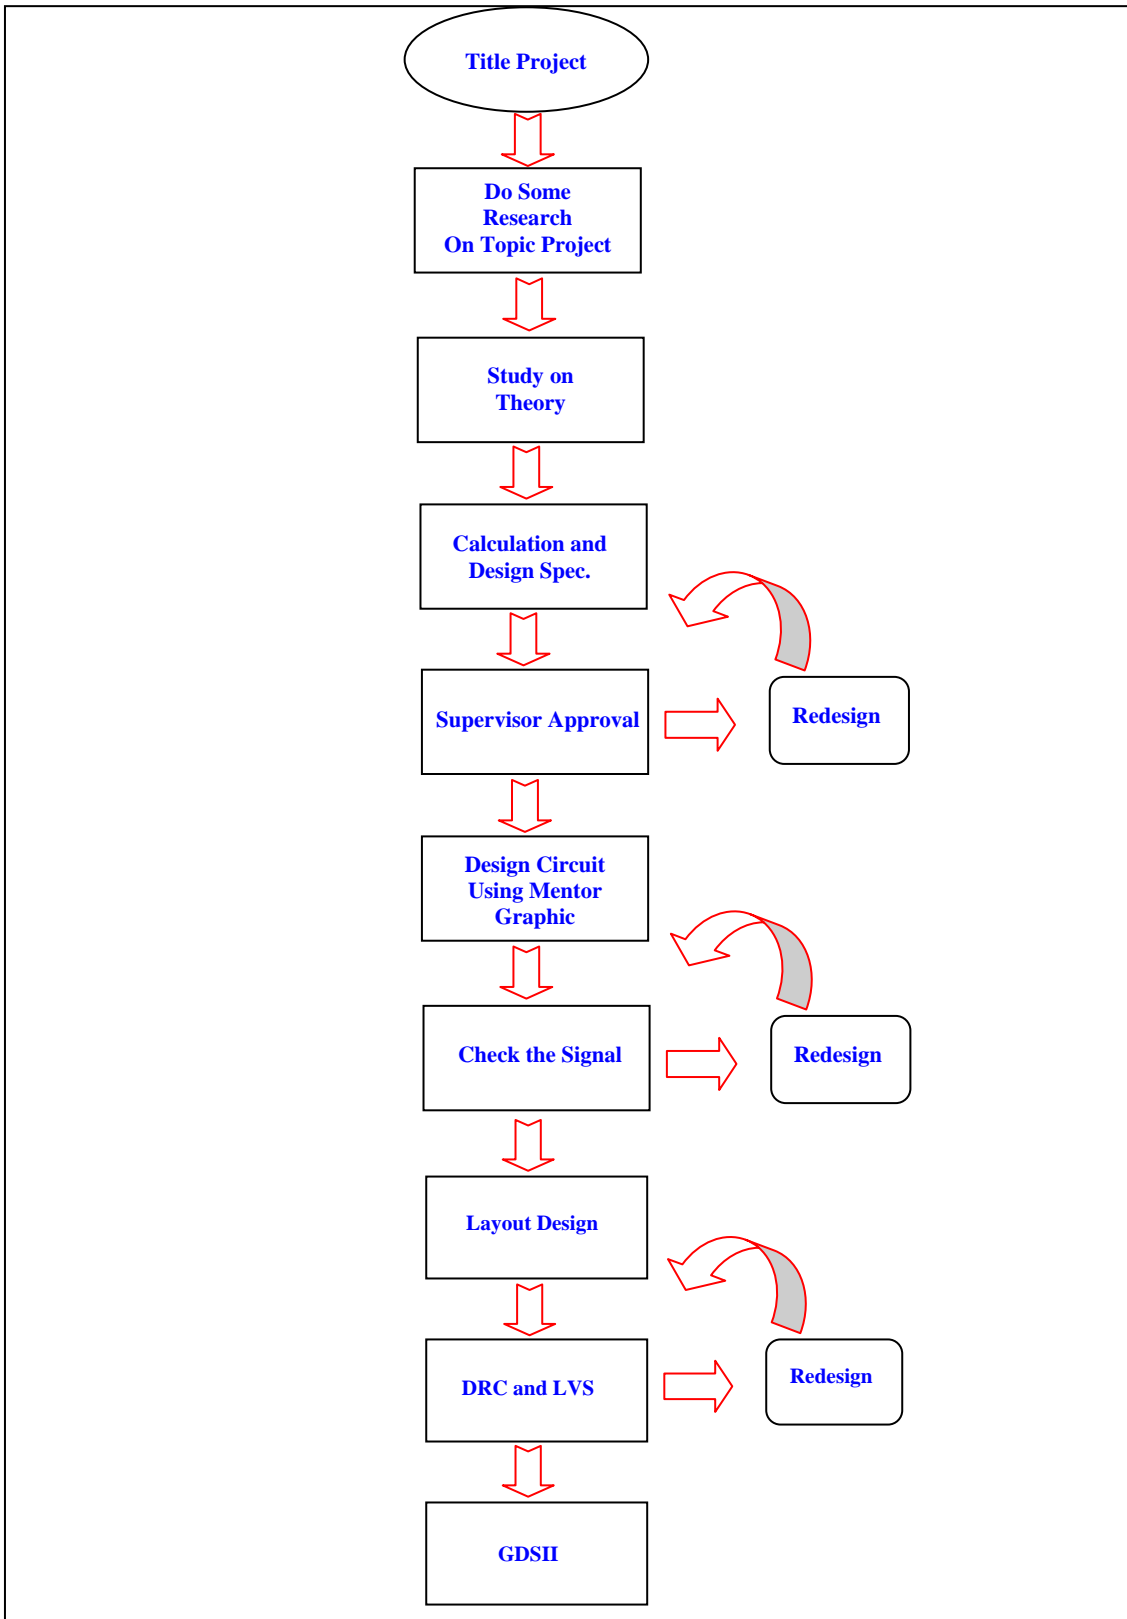 Title Project
Do Some
Research
On Topic Project
Study on
Theory
Calculation and
Design Spec.
Supervisor Approval
Redesign
Design Circuit
Using Mentor
Graphic
Check the Signal
Redesign
Layout Design
DRC and LVS
Redesign
GDSII